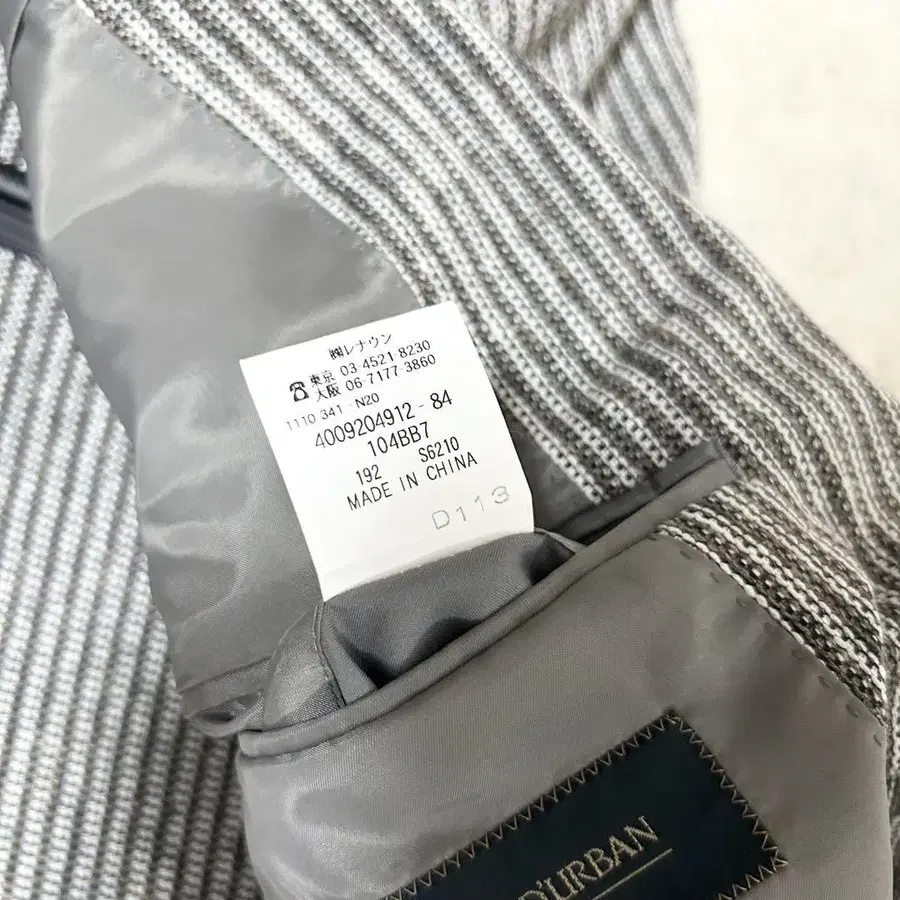 ㈱レナウン
☎東京 03-4521-8230
大阪 06-7177-3860
1110 341 - N20
4009204912 - 84
104BB7
192 S6210
MADE IN CHINA
D113
D'URBAN